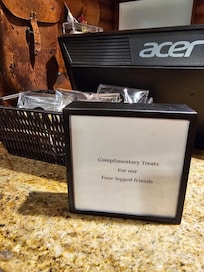 acer
Complimentary Treats
For our
Four-legged friends